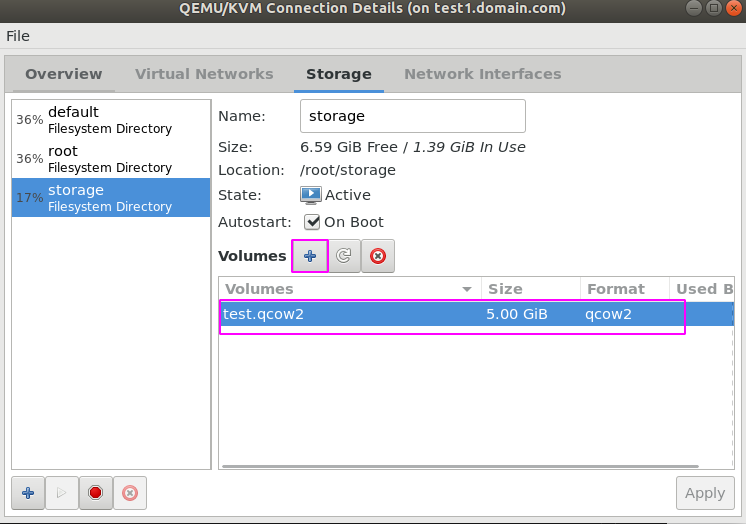 QEMU/KVM Connection Details (on test1.domain.com)
File
Overview Virtual Networks Storage Network Interfaces
36% default
Filesystem Directory
36% root
Filesystem Directory
17% storage
Filesystem Directory
Name: storage
Size: 6.59 GiB Free / 1.39 GiB In Use
Location: /root/storage
State: Active
Autostart: On Boot
Volumes
Volumes Size Format Used B
test.qcow2 5.00 GiB qcow2
Apply